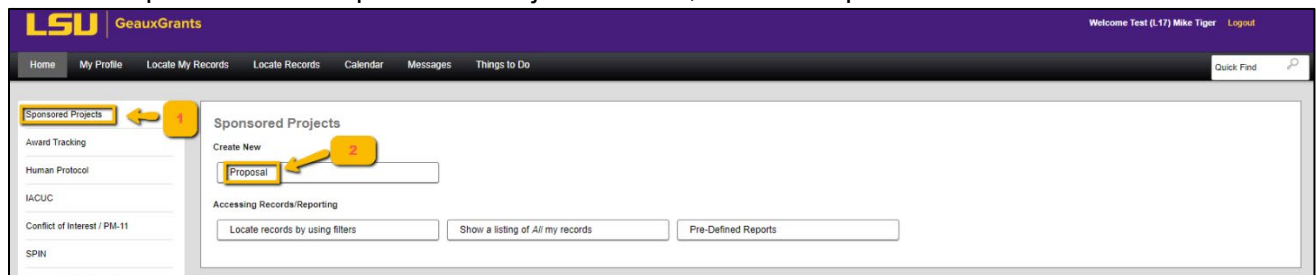 LSU GeauxGrants
Welcome Test (L17) Mike Tiger Logout
Home My Profile Locate My Records Locate Records Calendar Messages Things to Do
Quick Find
Sponsored Projects
1
Award Tracking
Human Protocol
IACUC
Conflict of Interest / PM-11
SPIN
Sponsored Projects
Create New
2
Proposal
Accessing Records/Reporting
Locate records by using filters
Show a listing of All my records
Pre-Defined Reports